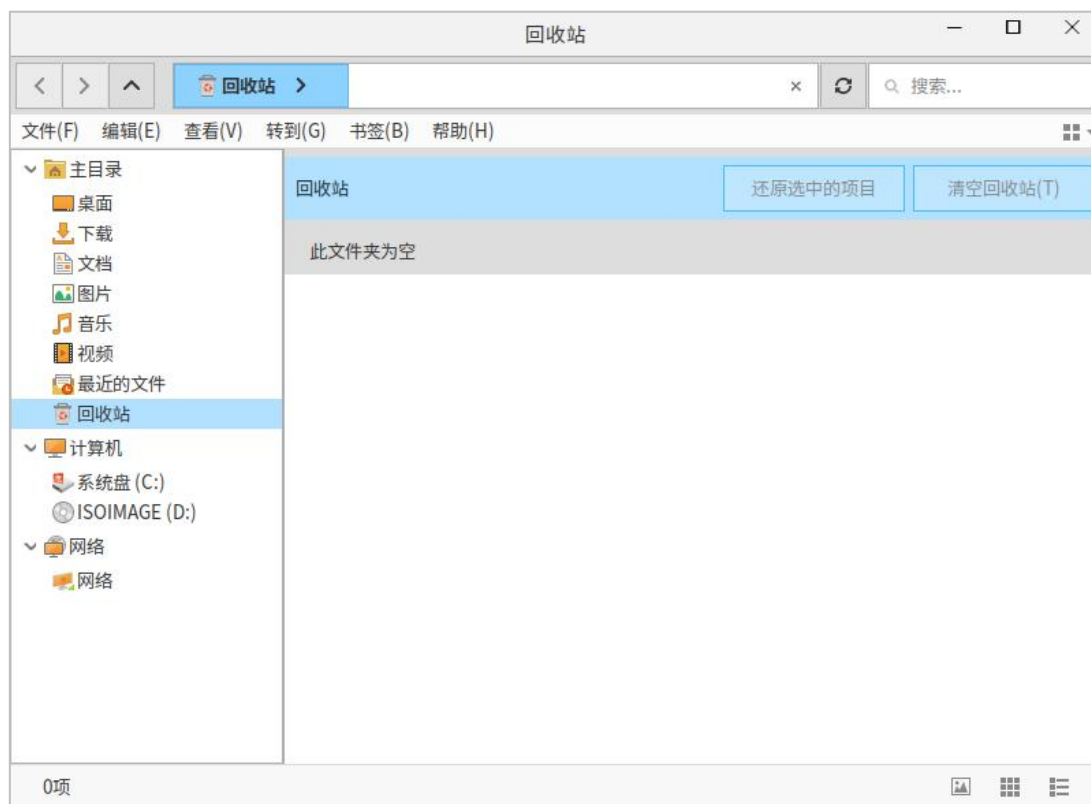 回收站
回收站
搜索...
文件(F) 编辑(E) 查看(V) 转到(G) 书签(B) 帮助(H)
主目录
桌面
下载
文档
图片
音乐
视频
最近的文件
回收站
计算机
系统盘 (C:)
ISOIMAGE (D:)
网络
网络
回收站 还原选中的项目 清空回收站(T)
此文件夹为空
0项